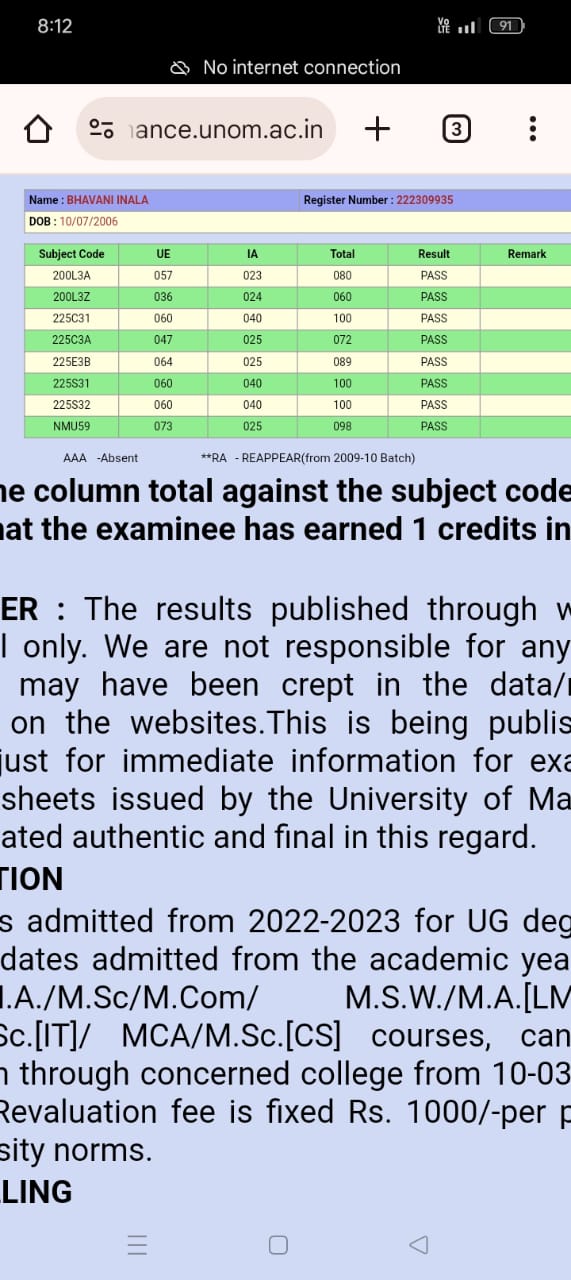 8:12 Vo LTE 91
No internet connection
ance.unom.ac.in 3
Name : BHAVANI INALA Register Number : 222309935
DOB : 10/07/2006
Subject Code UE IA Total Result Remark
200L3A 057 023 080 PASS
200L3Z 036 024 060 PASS
225C31 060 040 100 PASS
225C3A 047 025 072 PASS
225E3B 064 025 089 PASS
225S31 060 040 100 PASS
225S32 060 040 100 PASS
NMU59 073 025 098 PASS
AAA -Absent **RA - REAPPEAR(from 2009-10 Batch)
he column total against the subject code
hat the examinee has earned 1 credits in
ER : The results published through w
l only. We are not responsible for any
may have been crept in the data/
on the websites.This is being publis
just for immediate information for exa
sheets issued by the University of Ma
ated authentic and final in this regard.
TION
s admitted from 2022-2023 for UG deg
dates admitted from the academic yea
.A./M.Sc/M.Com/ M.S.W./M.A.[LM
Sc.[IT]/ MCA/M.Sc.[CS] courses, can
n through concerned college from 10-03
Revaluation fee is fixed Rs. 1000/-per p
sity norms.
LING